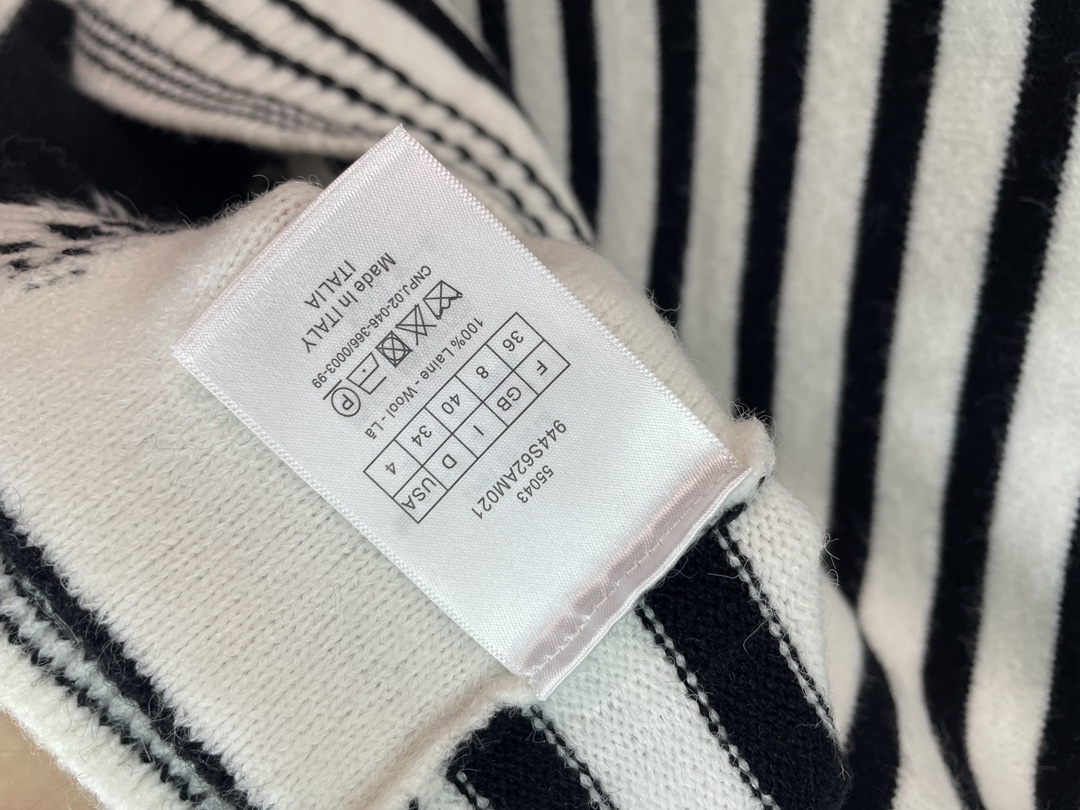 55043
944S62AM021
F GB I D USA
36 8 40 34 4
100% Laine - Wool - Lã
P
CNPJ.02-046-366/0003-99
Made in ITALY
ITALIA